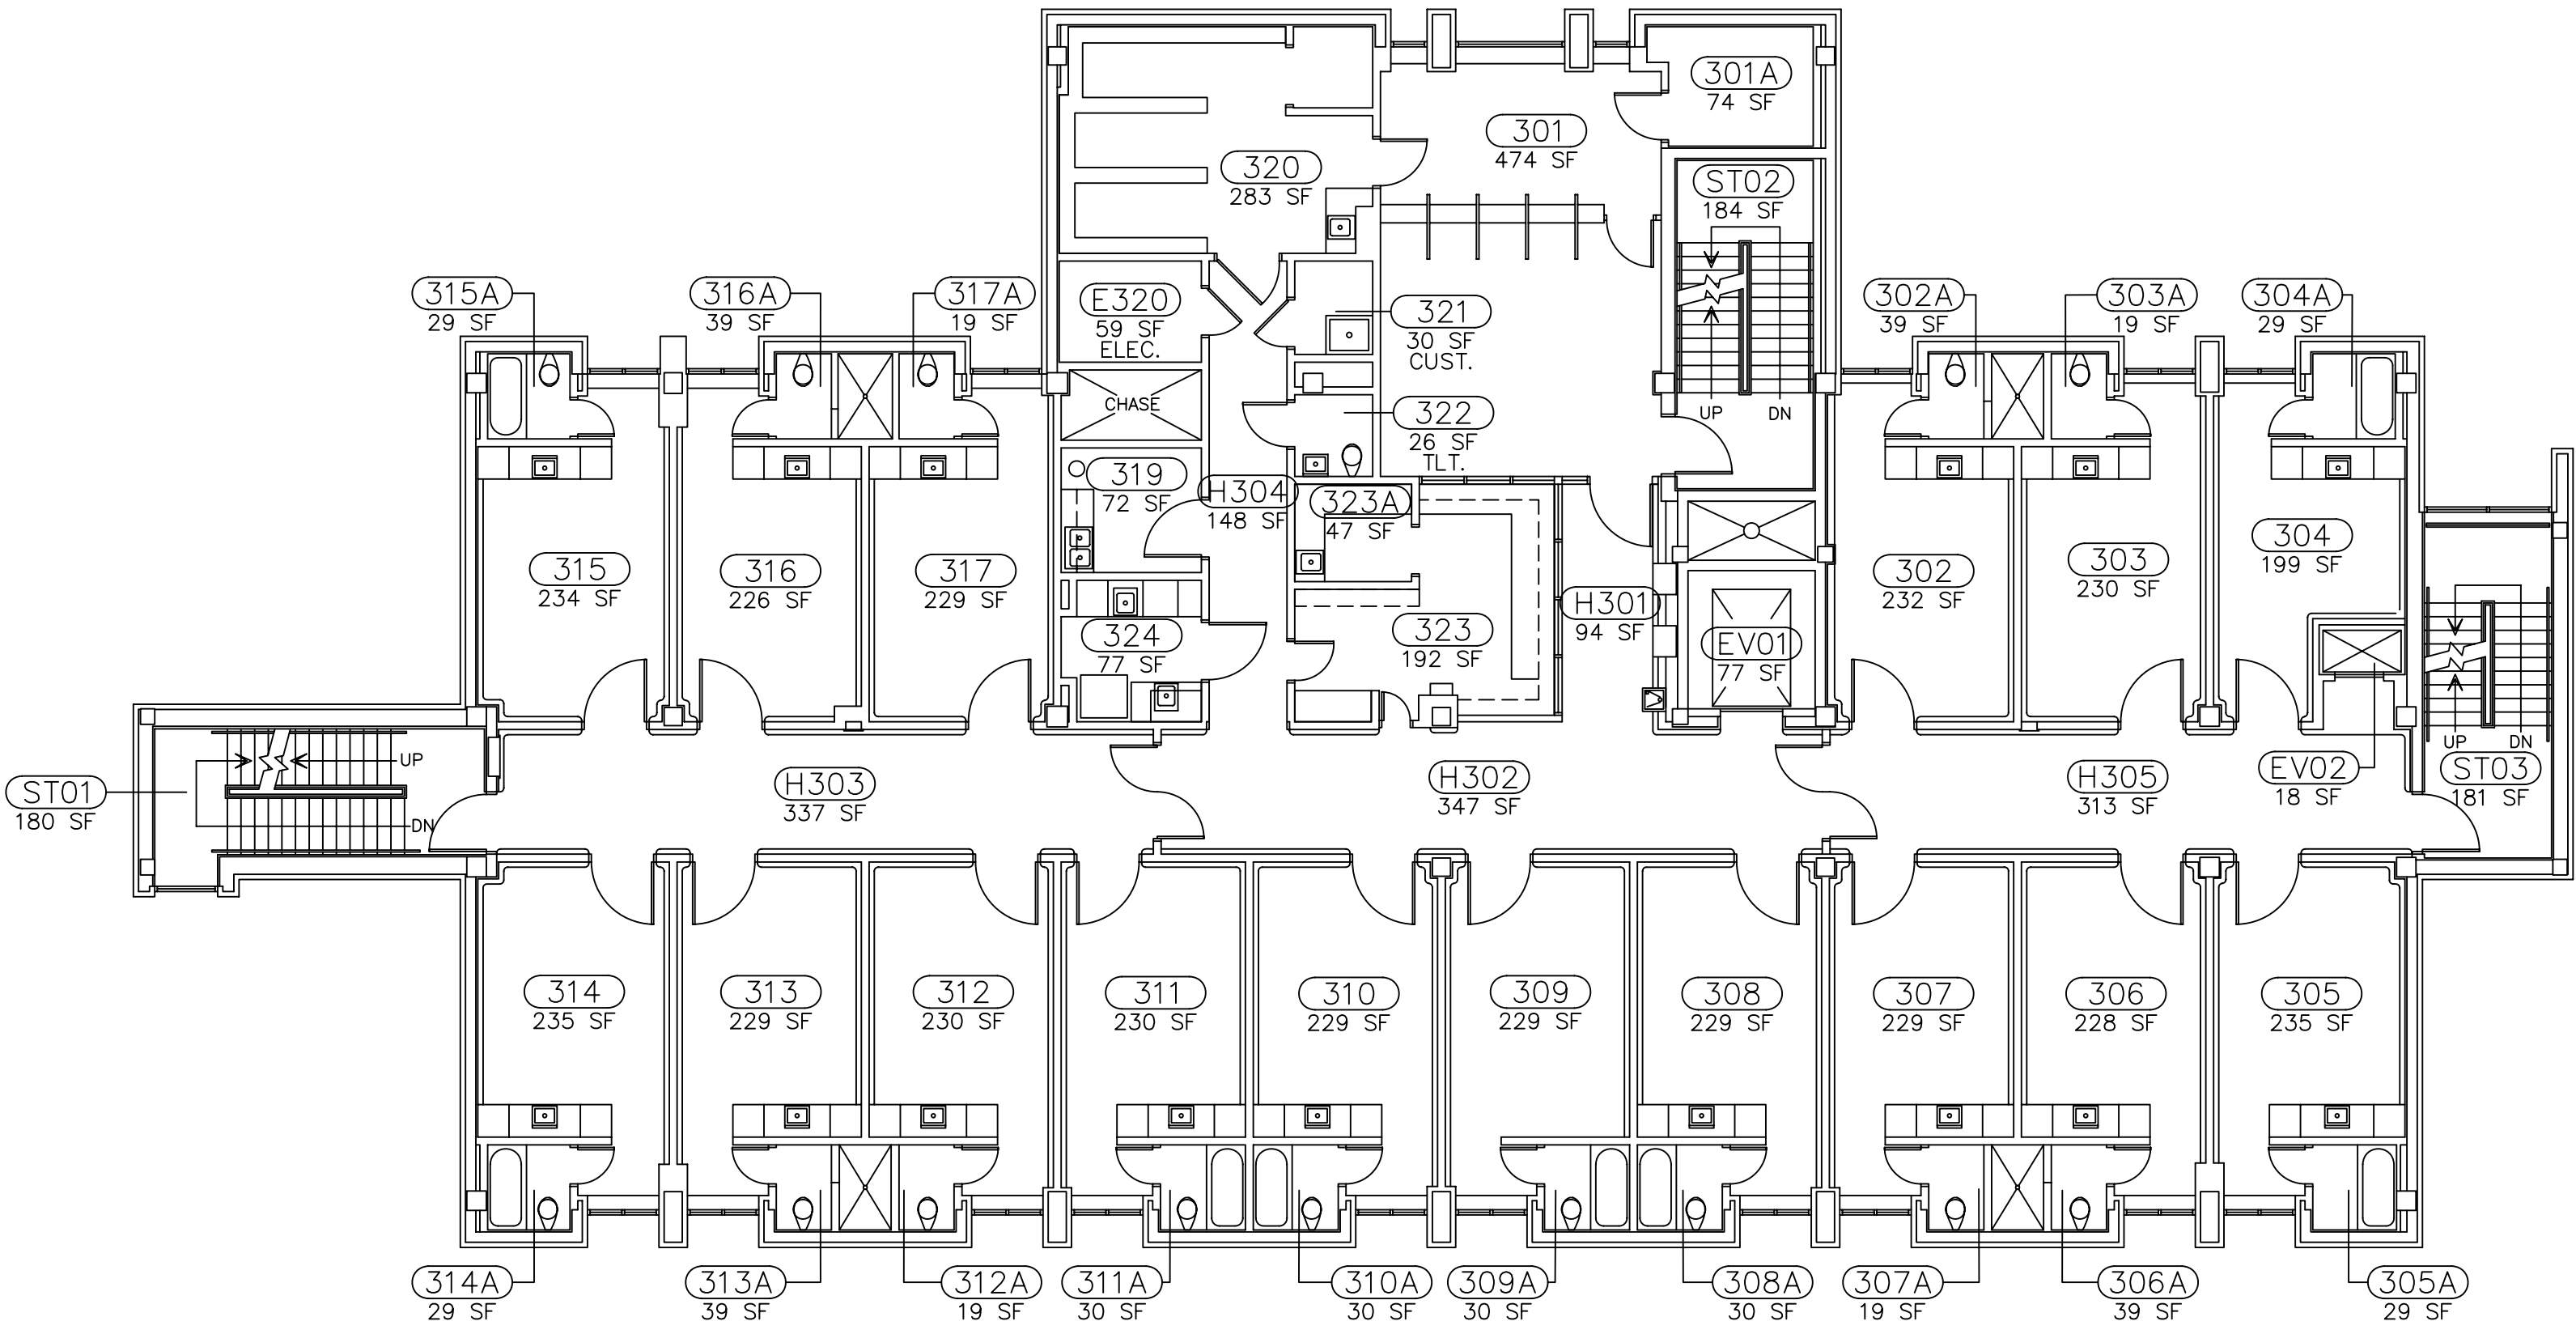 301A
74 SF
301
474 SF
320
283 SF
ST02
184 SF
315A
29 SF
316A
39 SF
317A
19 SF
E320
59 SF
ELEC.
321
30 SF
CUST.
302A
39 SF
303A
19 SF
304A
29 SF
CHASE
322
26 SF
TLT.
UP
DN
319
72 SF
H304
148 SF
323A
47 SF
315
234 SF
316
226 SF
317
229 SF
302
232 SF
303
230 SF
304
199 SF
324
77 SF
323
192 SF
H301
94 SF
EV01
77 SF
UP
DN
ST01
180 SF
UP
DN
H303
337 SF
H302
347 SF
H305
313 SF
EV02
18 SF
ST03
181 SF
314
235 SF
313
229 SF
312
230 SF
311
230 SF
310
229 SF
309
229 SF
308
229 SF
307
229 SF
306
228 SF
305
235 SF
314A
29 SF
313A
39 SF
312A
19 SF
311A
30 SF
310A
30 SF
309A
30 SF
308A
30 SF
307A
19 SF
306A
39 SF
305A
29 SF